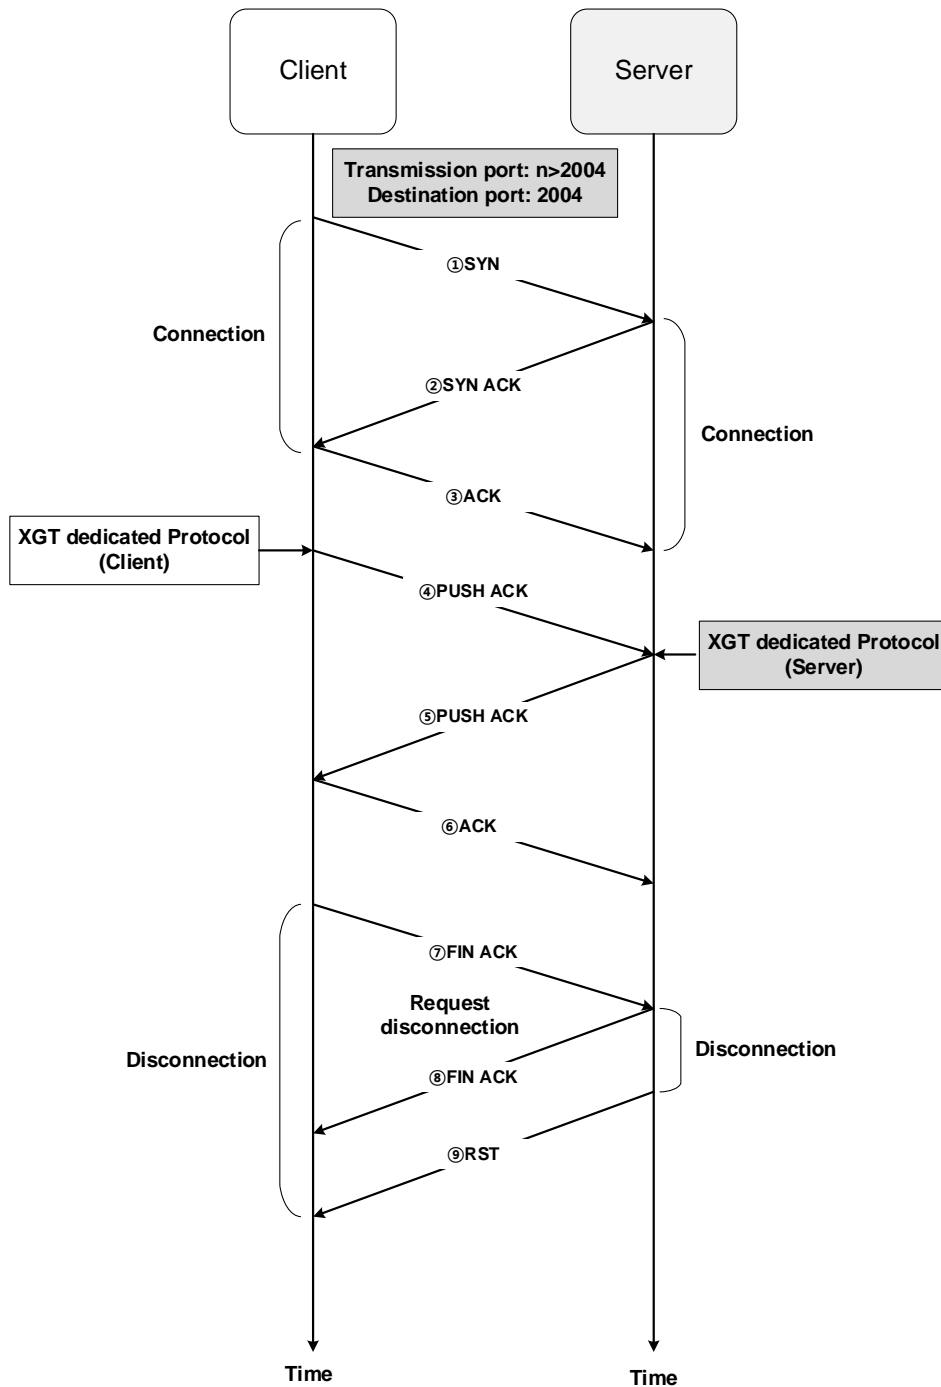 Client
Server
Transmission port: n>2004
Destination port: 2004
①SYN
Connection
②SYN ACK
Connection
③ACK
XGT dedicated Protocol
(Client)
④PUSH ACK
XGT dedicated Protocol
(Server)
⑤PUSH ACK
⑥ACK
⑦FIN ACK
Request
disconnection
Disconnection
Disconnection
⑧FIN ACK
⑨RST
Time
Time